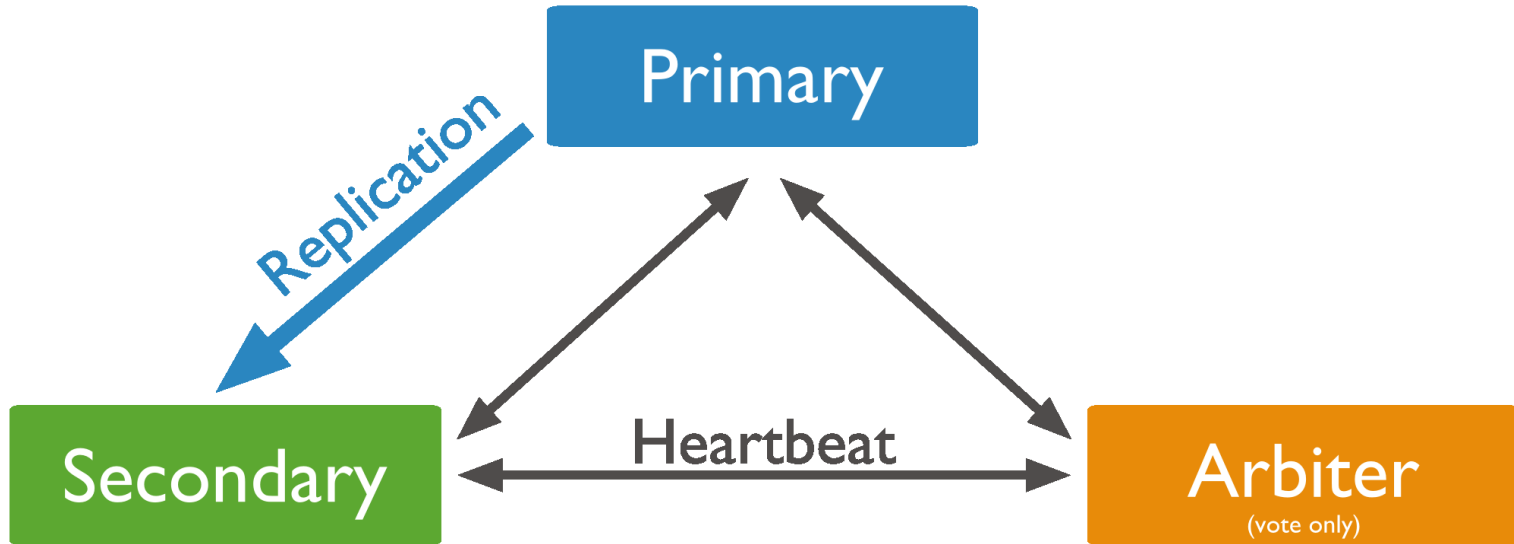 Primary
Replication
Heartbeat
Secondary
Arbiter
(vote only)